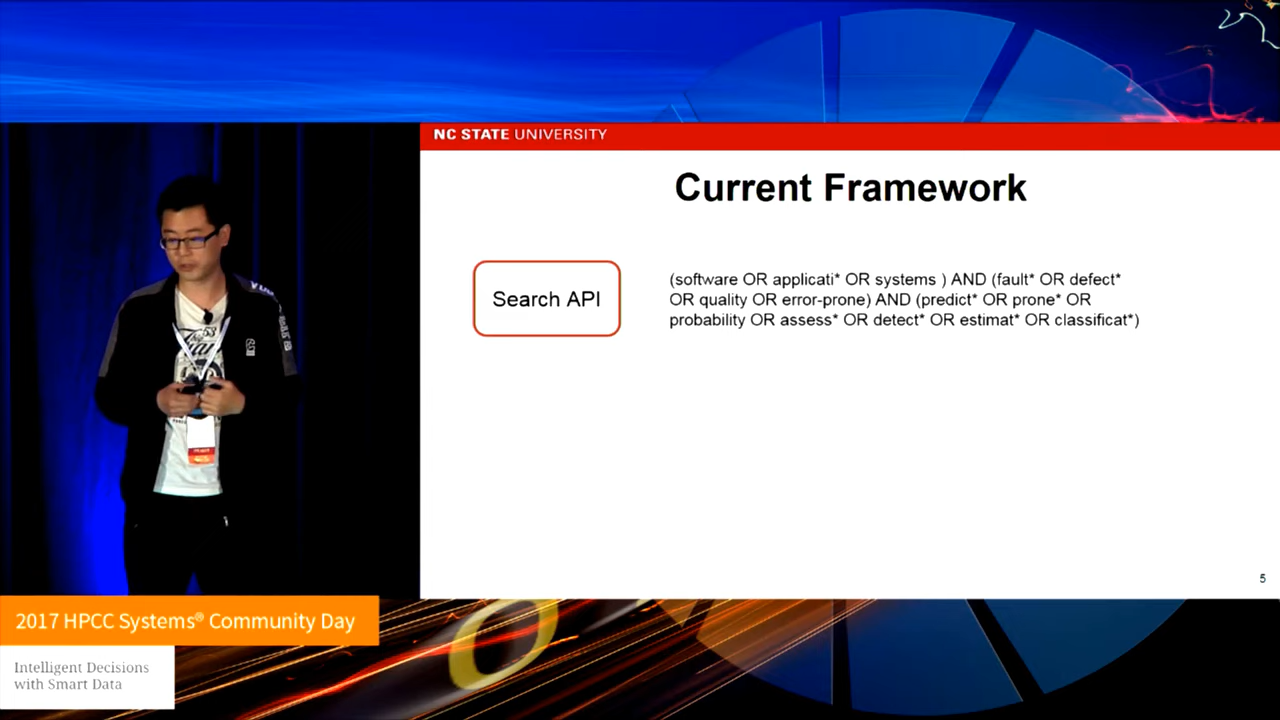 NC STATE UNIVERSITY
Current Framework
Search API
(software OR applicati* OR systems ) AND (fault* OR defect*
OR quality OR error-prone) AND (predict* OR prone* OR
probability OR assess* OR detect* OR estimat* OR classificat*)
5
2017 HPCC Systems® Community Day
Intelligent Decisions
with Smart Data